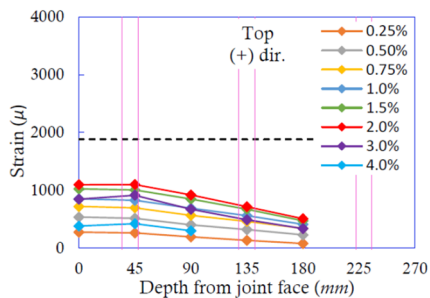 4000
3000
2000
1000
0
Strain (μ)
Top
(+) dir.
0.25%
0.50%
0.75%
1.0%
1.5%
2.0%
3.0%
4.0%
0 45 90 135 180 225 270
Depth from joint face (mm)